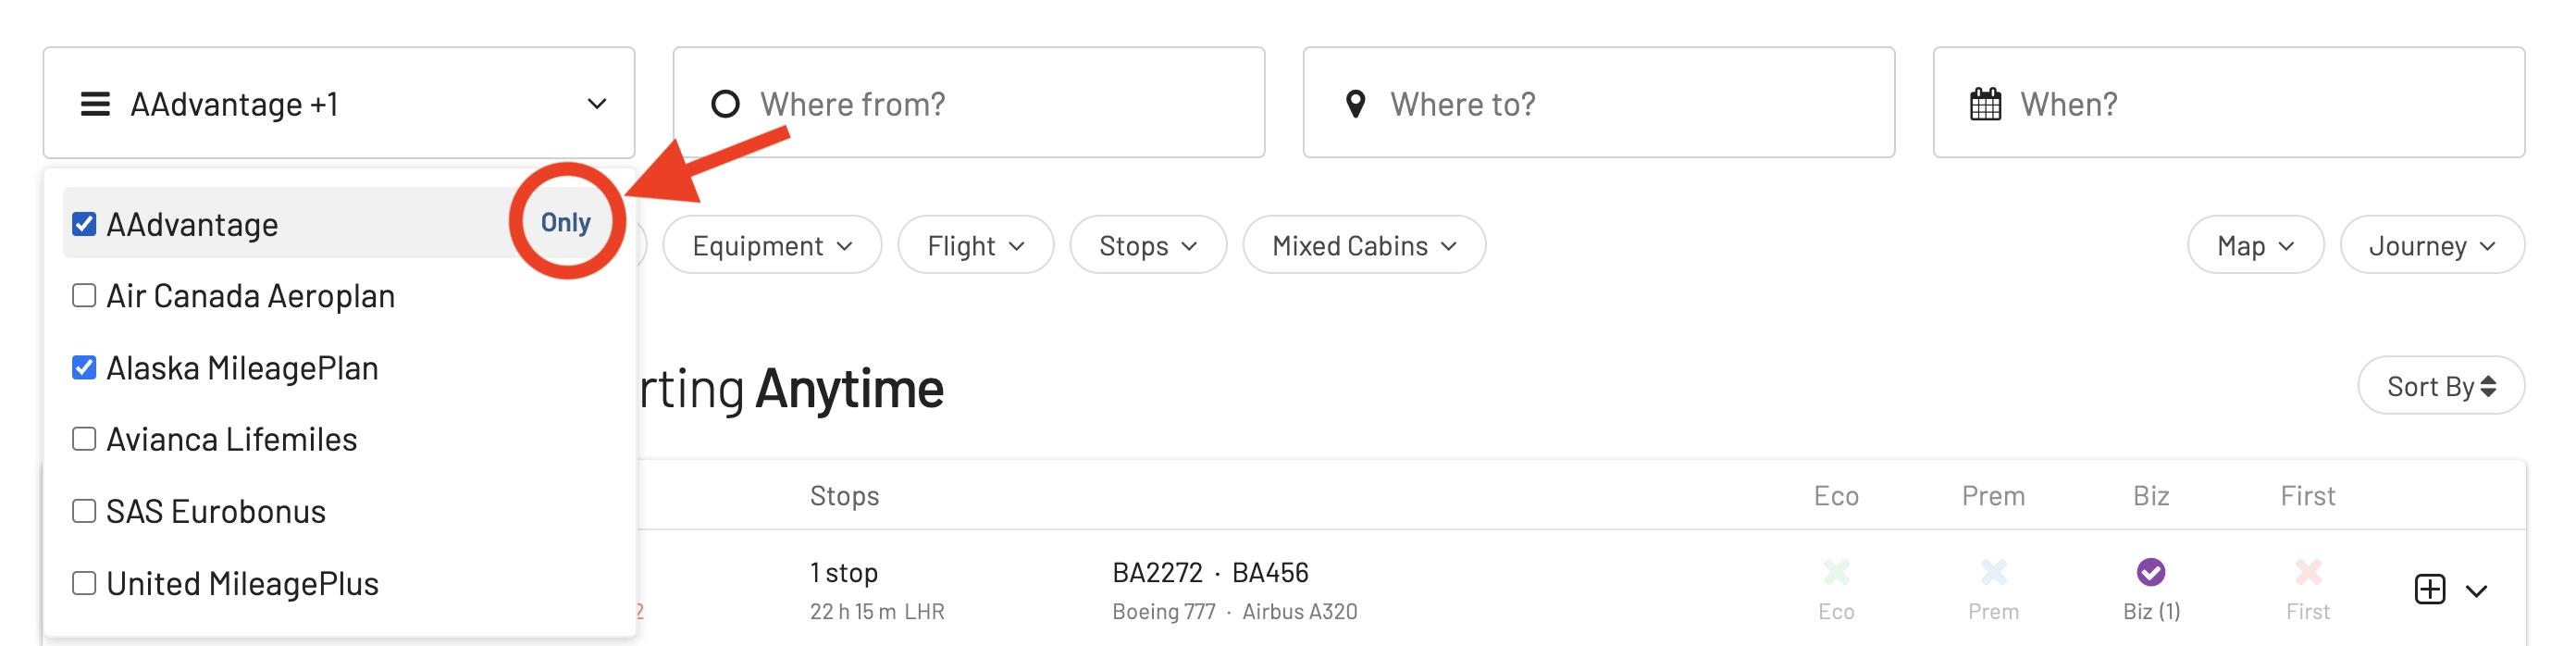 AAdvantage +1
Where from?
Where to?
When?
AAdvantage
Only
Air Canada Aeroplan
Alaska MileagePlan
Avianca Lifemiles
SAS Eurobonus
United MileagePlus
Equipment
Flight
Stops
Mixed Cabins
Map
Journey
rting Anytime
Sort By
Stops
Eco
Prem
Biz
First
2
1 stop
22 h 15 m LHR
BA2272 · BA456
Boeing 777 · Airbus A320
Eco
Prem
Biz (1)
First